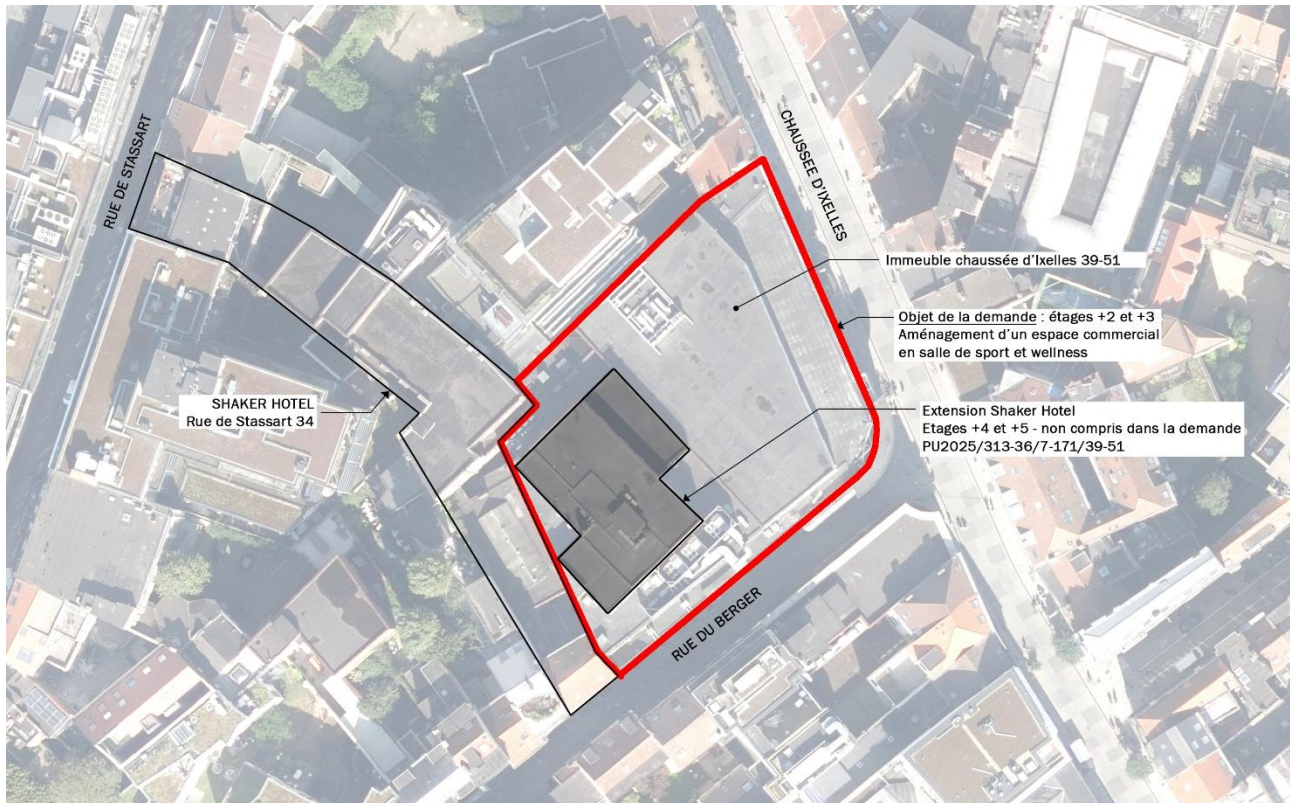 RUE DE STASSART
CHAUSSEE D'IXELLES
Immeuble chaussée d'Ixelles 39-51
Objet de la demande : étages +2 et +3
Aménagement d'un espace commercial
en salle de sport et wellness
SHAKER HOTEL
Rue de Stassart 34
Extension Shaker Hotel
Etages +4 et +5 - non compris dans la demande
PU2025/313-36/7-171/39-51
RUE DU BERGER